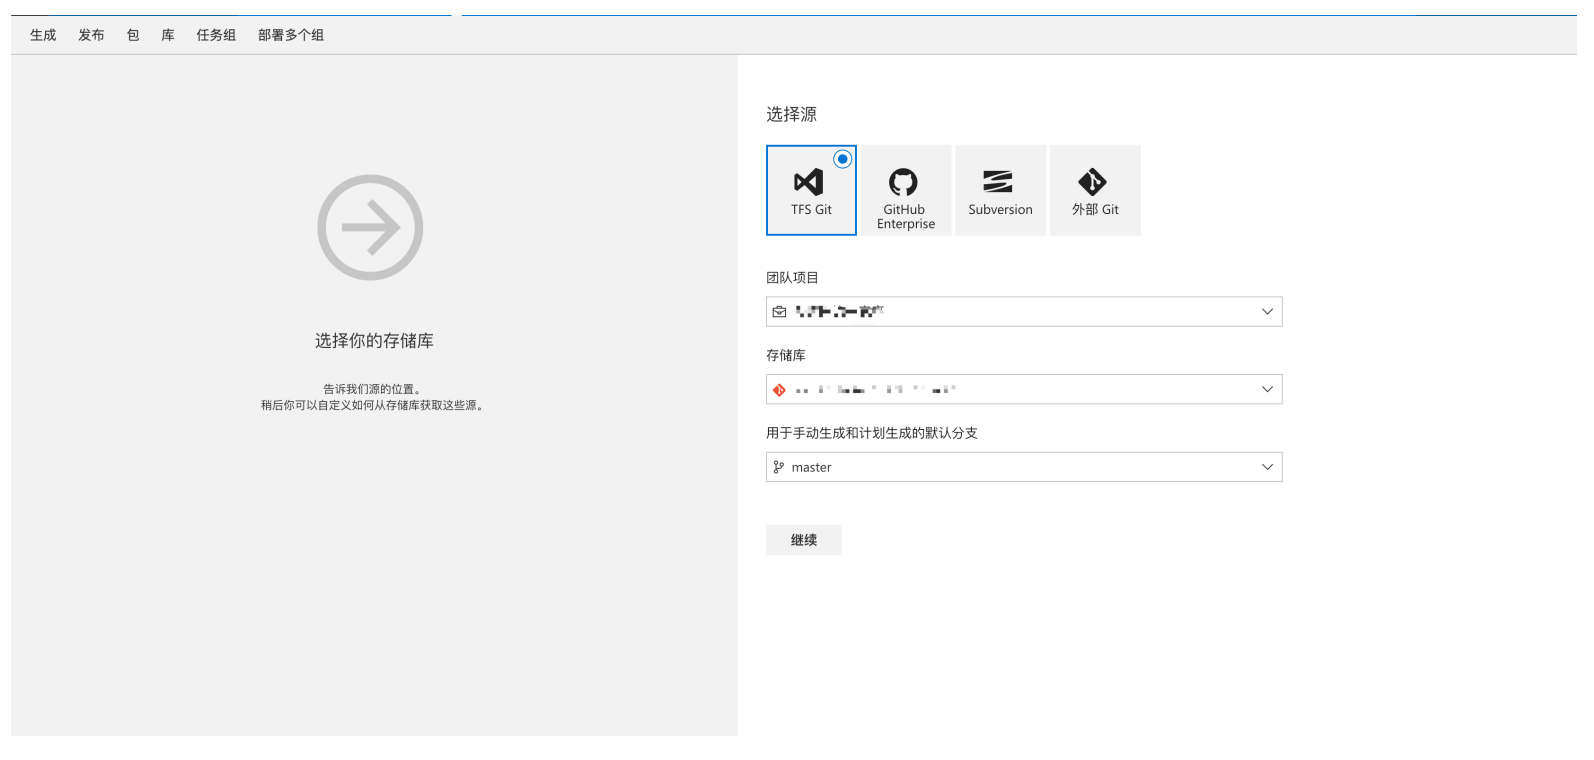 生成 发布 包 库 任务组 部署多个组
选择你的存储库
告诉我们源的位置。
稍后你可以自定义如何从存储库获取这些源。
选择源
TFS Git
GitHub
Enterprise
Subversion
外部 Git
团队项目
存储库
用于手动生成和计划生成的默认分支
master
继续